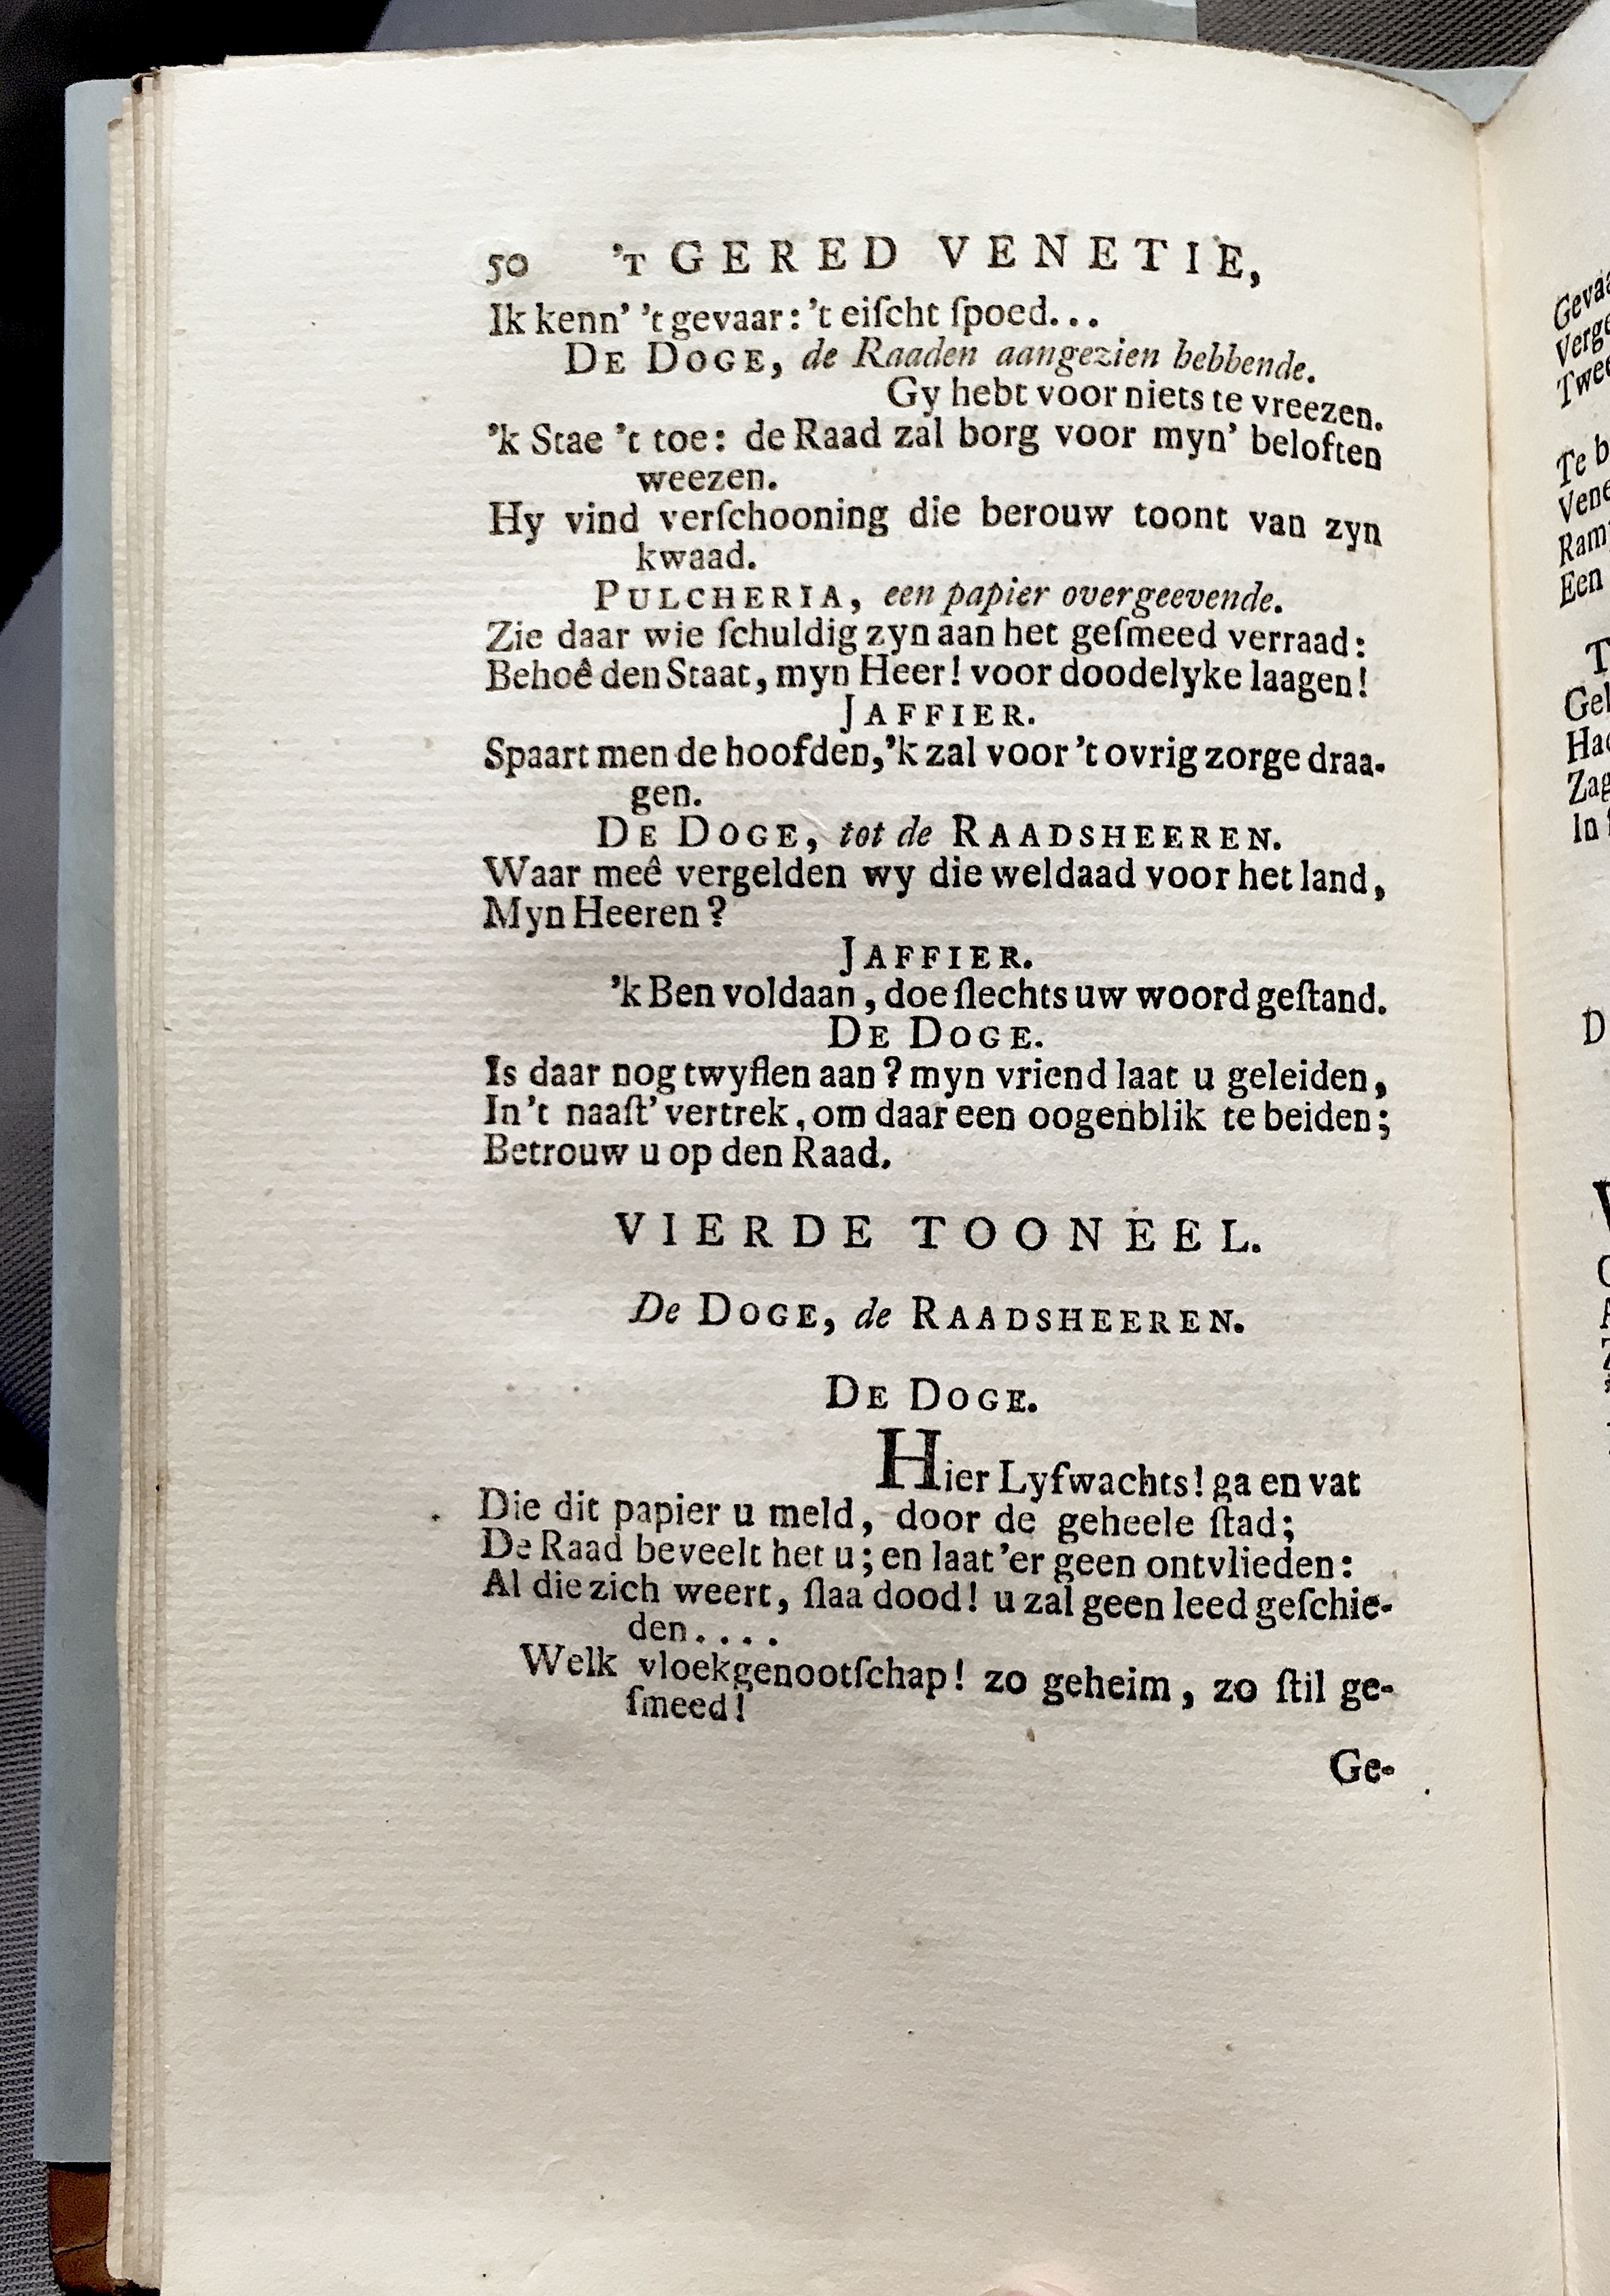 50 'T GERED VENETIE,
Ik kenn' 't gevaar: 't eiſcht ſpoed...
DE DOGE, de Raaden aangezien hebbende.
Gy hebt voor niets te vreezen.
'k Stae 't toe: de Raad zal borg voor myn' beloften
weezen.
Hy vind verſchooning die berouw toont van zyn
kwaad.
PULCHERIA, een papier overgeevende.
Zie daar wie ſchuldig zyn aan het geſmeed verraad:
Behoê den Staat, myn Heer! voor doodelyke laagen!
JAFFIER.
Spaart men de hoofden, 'k zal voor 't ovrig zorge draa-
gen.
DE DOGE, tot de RAADSHEEREN.
Waar meê vergelden wy die weldaad voor het land,
Myn Heeren?
JAFFIER.
'k Ben voldaan, doe ſlechts uw woord geſtand.
DE DOGE.
Is daar nog twyflen aan? myn vriend laat u geleiden,
In 't naaſt' vertrek, om daar een oogenblik te beiden;
Betrouw u op den Raad.
VIERDE TOONEEL.
De DOGE, de RAADSHEEREN.
DE DOGE.
Hier Lyfwachts! ga en vat
Die dit papier u meld, door de geheele ſtad;
De Raad beveelt het u; en laat 'er geen ontvlieden:
Al die zich weert, ſlaa dood! u zal geen leed geſchie-
den....
Welk vloekgenootſchap! zo geheim, zo ſtil ge-
ſmeed!
Ge-
Te b
Een